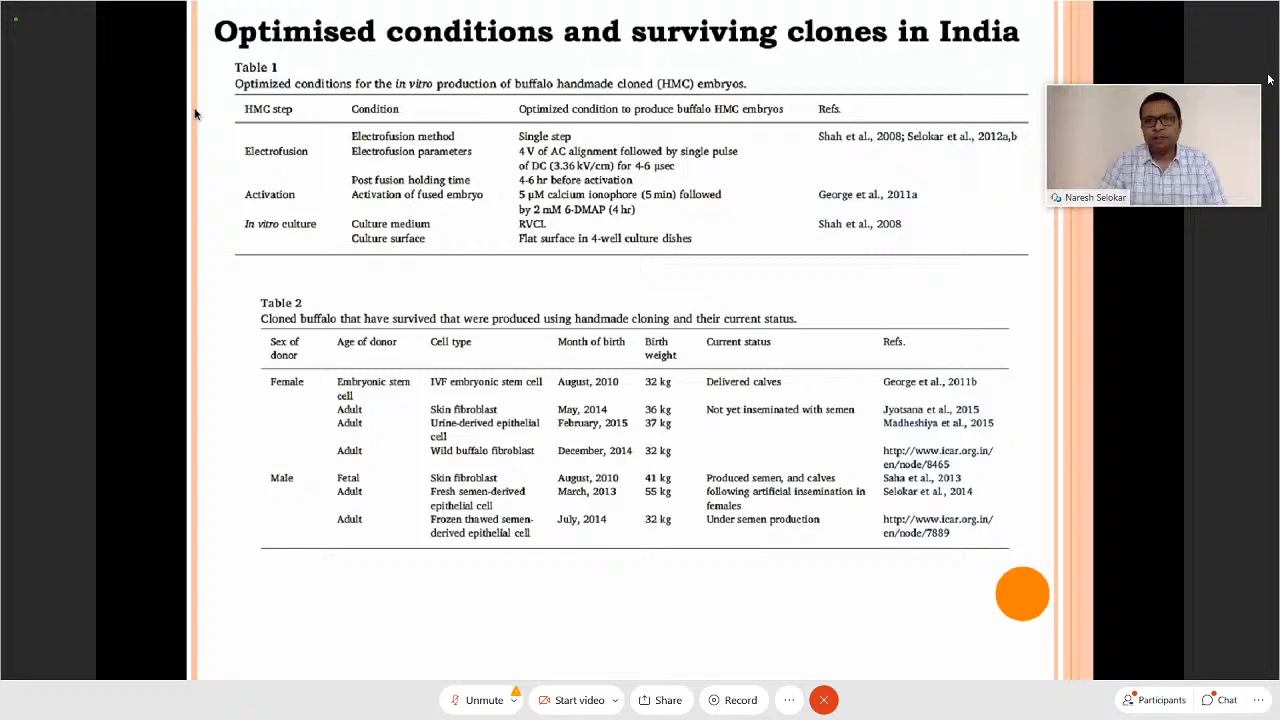 Optimised conditions and surviving clones in India
Table 1
Optimized conditions for the in vitro production of buffalo handmade cloned (HMC) embryos.
HMC step Condition Optimized condition to produce buffalo HMC embryos Refs.
Electrofusion method Single step Shah et al., 2008; Selokar et al., 2012a,b
Electrofusion Electrofusion parameters 4 V of AC alignment followed by single pulse
of DC (3.36 kV/cm) for 4-6 μsec
Post fusion holding time 4-6 hr before activation
Activation Activation of fused embryo 5 μM calcium ionophore (5 min) followed George et al., 2011a
by 2 mM 6-DMAP (4 hr)
In vitro culture Culture medium RVCL Shah et al., 2008
Culture surface Flat surface in 4-well culture dishes
Naresh Selokar
Table 2
Cloned buffalo that have survived that were produced using handmade cloning and their current status.
Sex of Age of donor Cell type Month of birth Birth Current status Refs.
donor weight
Female Embryonic stem IVF embryonic stem cell August, 2010 32 kg Delivered calves George et al., 2011b
cell
Adult Skin fibroblast May, 2014 36 kg Not yet inseminated with semen Jyotsana et al., 2015
Adult Urine-derived epithelial February, 2015 37 kg Madheshiya et al., 2015
cell
Adult Wild buffalo fibroblast December, 2014 32 kg http://www.icar.org.in/
en/node/8465
Male Fetal Skin fibroblast August, 2010 41 kg Produced semen, and calves Saha et al., 2013
Adult Fresh semen-derived March, 2013 55 kg following artificial insemination in Selokar et al., 2014
epithelial cell females
Adult Frozen thawed semen- July, 2014 32 kg Under semen production http://www.icar.org.in/
derived epithelial cell en/node/7889
Unmute Start video Share Record Participants Chat